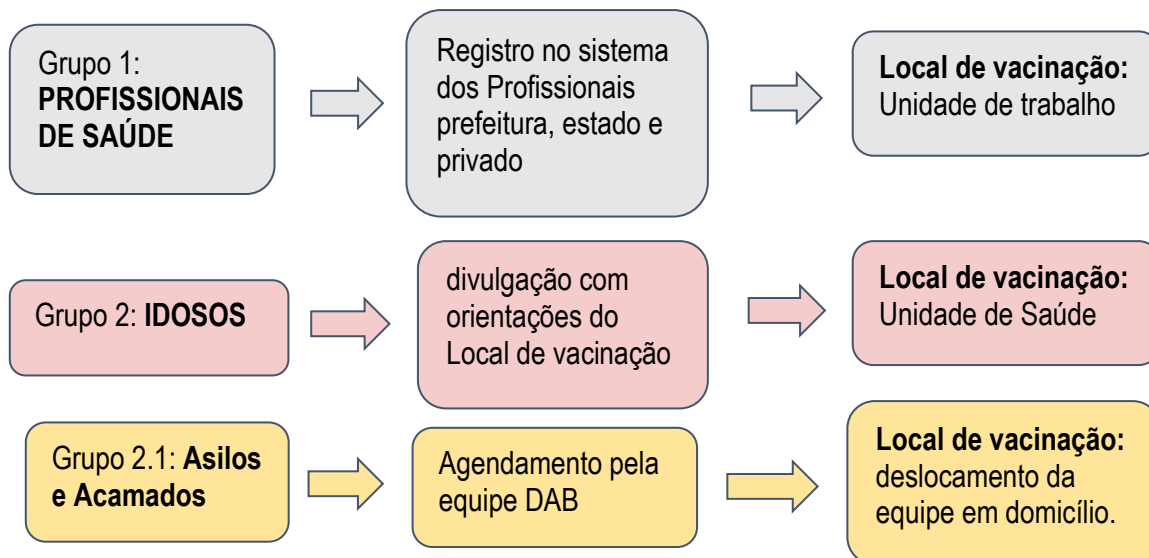 Grupo 1:
PROFISSIONAIS
DE SAÚDE
Registro no sistema
dos Profissionais
prefeitura, estado e
privado
Local de vacinação:
Unidade de trabalho
Grupo 2: IDOSOS
divulgação com
orientações do
Local de vacinação
Local de vacinação:
Unidade de Saúde
Grupo 2.1: Asilos
e Acamados
Agendamento pela
equipe DAB
Local de vacinação:
deslocamento da
equipe em domicílio.